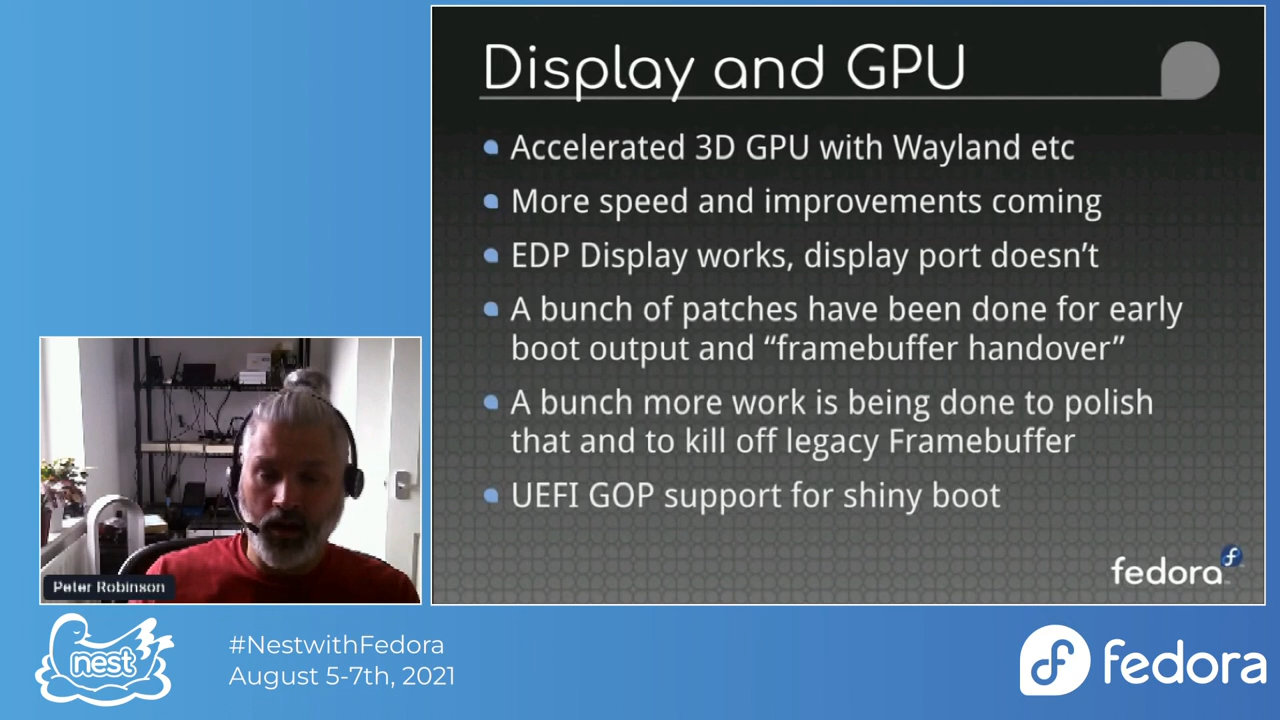 Display and GPU
Accelerated 3D GPU with Wayland etc
More speed and improvements coming
EDP Display works, display port doesn't
A bunch of patches have been done for early
boot output and “framebuffer handover”
A bunch more work is being done to polish
that and to kill off legacy Framebuffer
UEFI GOP support for shiny boot
fedora
Peter Robinson
nest
#NestwithFedora
August 5-7th, 2021
fedora